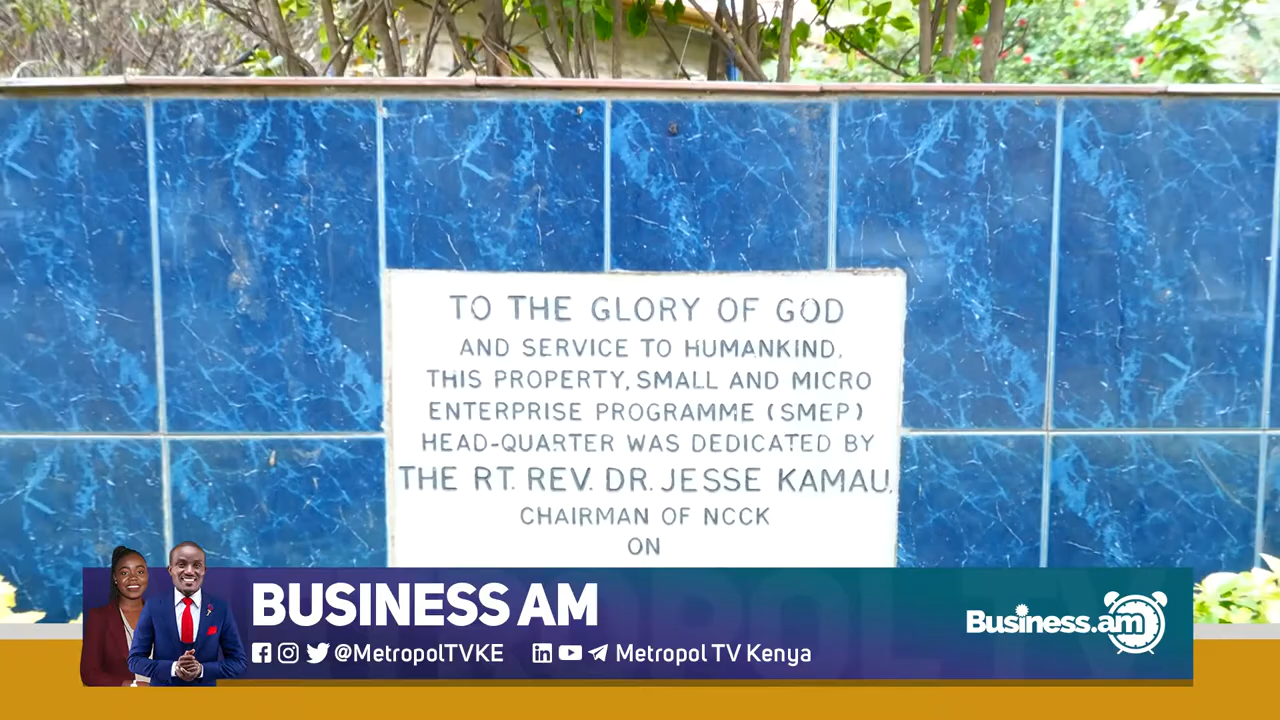 TO THE GLORY OF GOD
AND SERVICE TO HUMANKIND.
THIS PROPERTY, SMALL AND MICRO
ENTERPRISE PROGRAMME (SMEP)
HEAD-QUARTER WAS DEDICATED BY
THE RT. REV. DR. JESSE KAMAU.
CHAIRMAN OF NCCK
ON
BUSINESS AM
@MetropolTVKE Metropol TV Kenya
Business.am